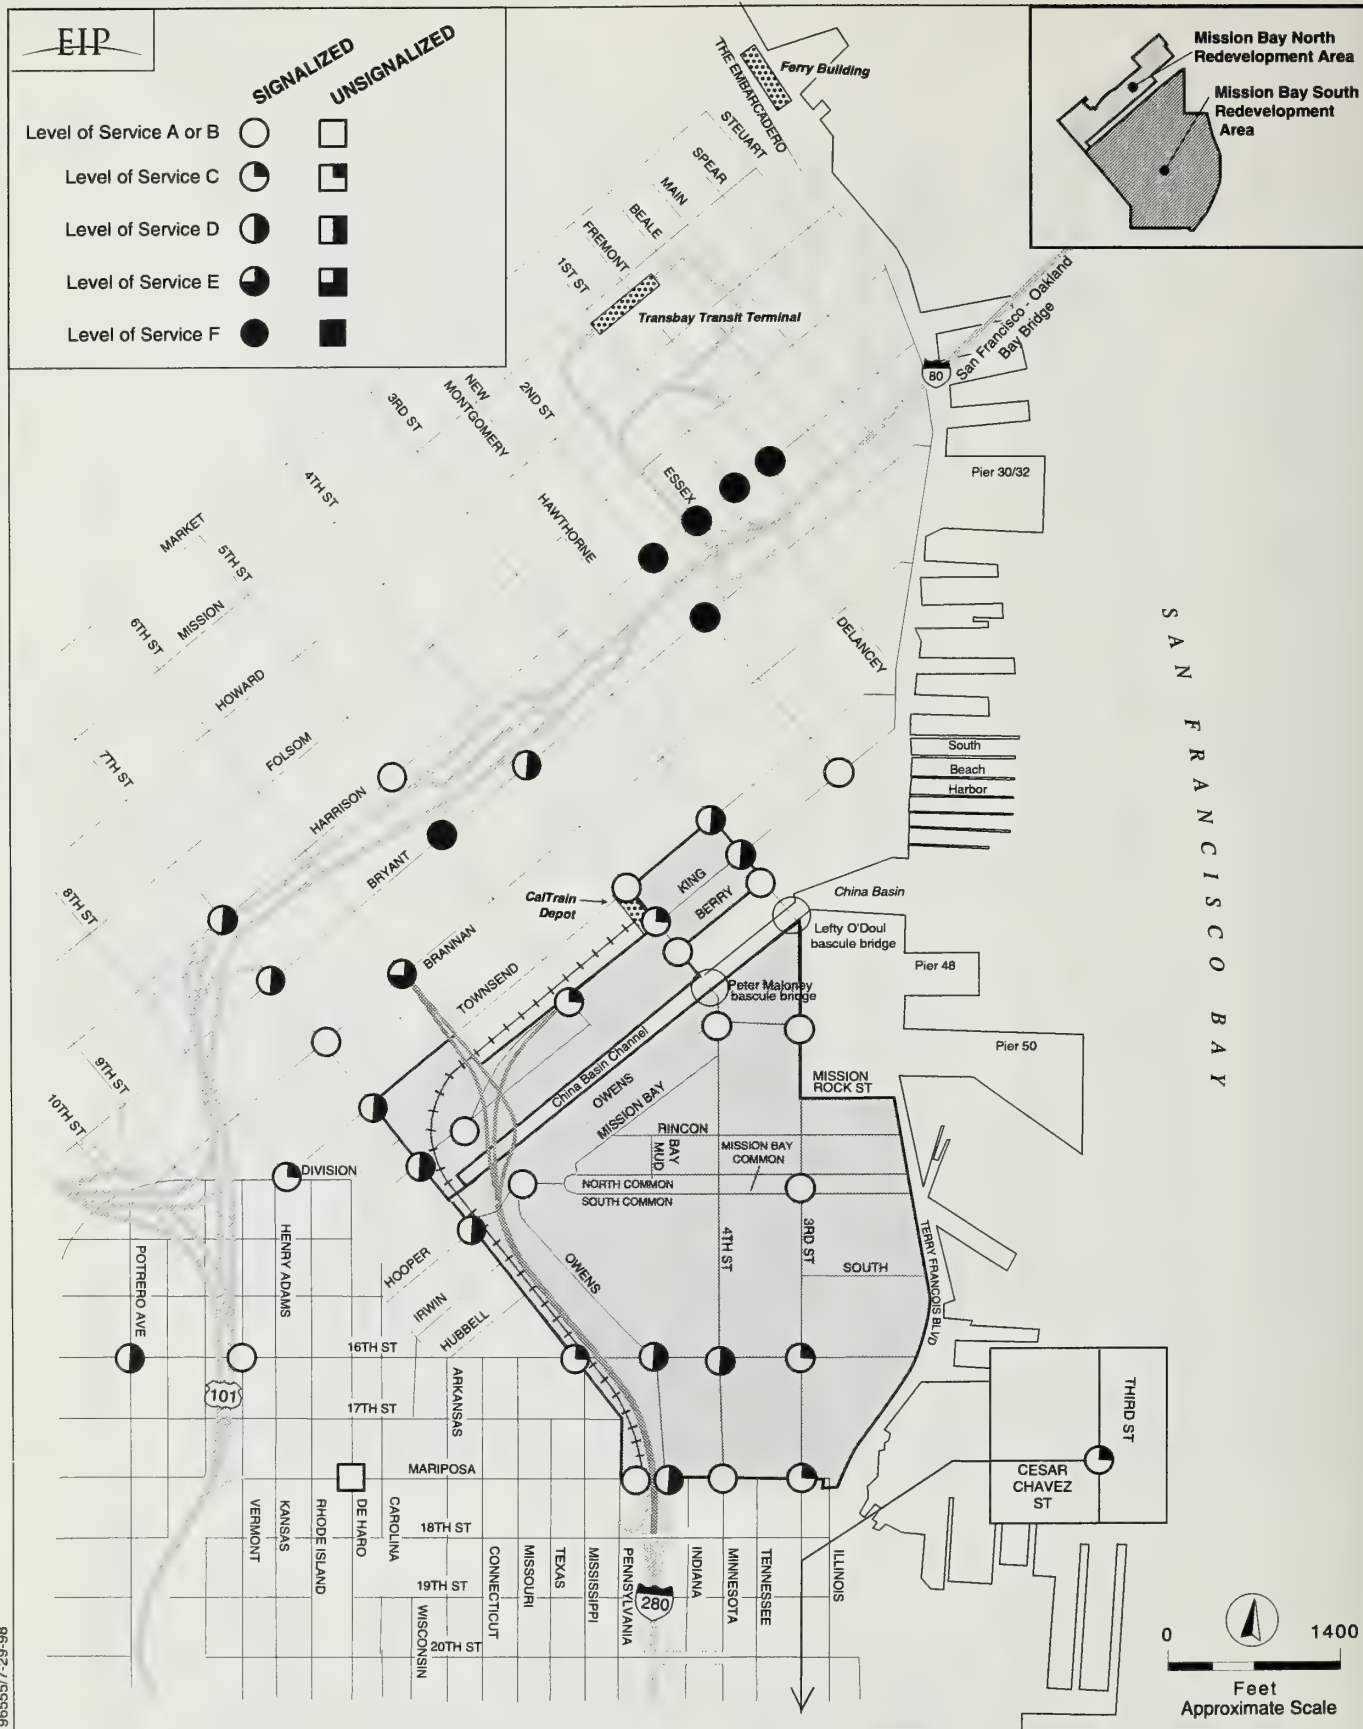 EIP
SIGNALIZED
UNSIGNALIZED
Level of Service A or B
Level of Service C
Level of Service D
Level of Service E
Level of Service F
Mission Bay North
Redevelopment Area
Mission Bay South
Redevelopment
Area
THE EMBARCADERO
Ferry Building
STEUART
SPEAR
MAIN
BEALE
FREMONT
1ST ST
Transbay Transit Terminal
San Francisco - Oakland
Bay Bridge
80
2ND ST
NEW
MONTGOMERY
3RD ST
4TH ST
HAWTHORNE
ESSEX
Pier 30/32
MARKET
5TH ST
MISSION
6TH ST
HOWARD
FOLSOM
7TH ST
HARRISON
BRYANT
8TH ST
BRANNAN
TOWNSEND
9TH ST
10TH ST
DELANCEY
South
Beach
Harbor
SAN FRANCISCO BAY
CalTrain
Depot
KING
BERRY
China Basin
Lefty O'Doul
bascule bridge
Peter Maloney
bascule bridge
Pier 48
Pier 50
China Basin Channel
OWENS
MISSION BAY
MISSION
ROCK ST
RINCON
BAY
MUD
MISSION BAY
COMMON
NORTH COMMON
SOUTH COMMON
4TH ST
3RD ST
SOUTH
TERRY FRANCOIS BLVD
OWENS
DIVISION
HENRY ADAMS
POTRERO AVE
HOOPER
IRWIN
HUBBELL
16TH ST
101
17TH ST
ARKANSAS
MARIPOSA
VERMONT
KANSAS
RHODE ISLAND
DE HARO
CAROLINA
18TH ST
19TH ST
WISCONSIN
20TH ST
CONNECTICUT
MISSOURI
TEXAS
MISSISSIPPI
PENNSYLVANIA
280
INDIANA
MINNESOTA
TENNESSEE
ILLINOIS
THIRD ST
CESAR
CHAVEZ
ST
0 1400
Feet
Approximate Scale